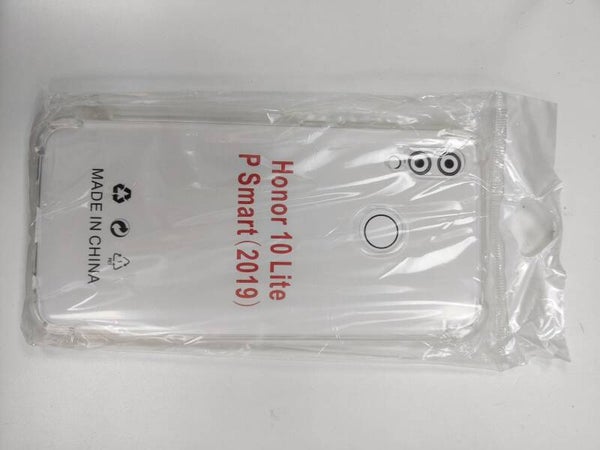 Honor 10 Lite
P Smart (2019)
MADE IN CHINA